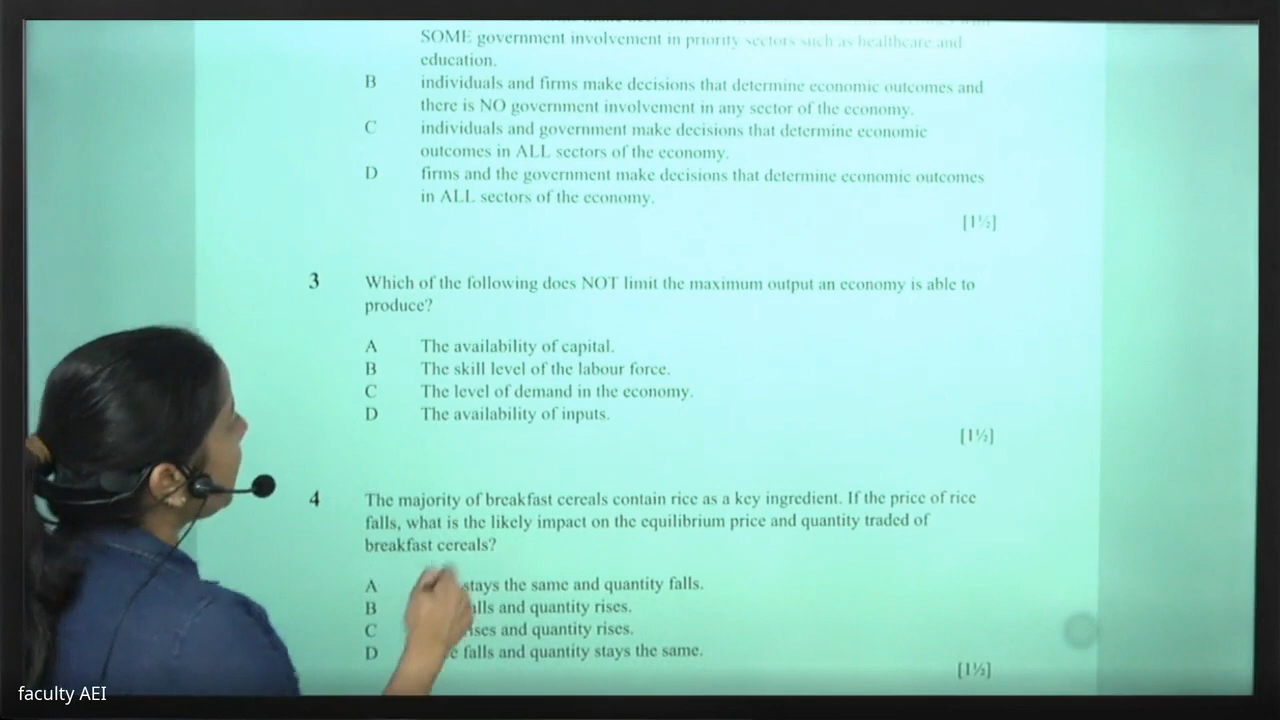 SOME government involvement in priority sectors such as healthcare and
education.
B individuals and firms make decisions that determine economic outcomes and
there is NO government involvement in any sector of the economy.
C individuals and government make decisions that determine economic
outcomes in ALL sectors of the economy.
D firms and the government make decisions that determine economic outcomes
in ALL sectors of the economy.
[1½]
3 Which of the following does NOT limit the maximum output an economy is able to
produce?
A The availability of capital.
B The skill level of the labour force.
C The level of demand in the economy.
D The availability of inputs.
[1½]
4 The majority of breakfast cereals contain rice as a key ingredient. If the price of rice
falls, what is the likely impact on the equilibrium price and quantity traded of
breakfast cereals?
A stays the same and quantity falls.
B and quantity rises.
C and quantity rises.
D falls and quantity stays the same.
[1½]
faculty AEI